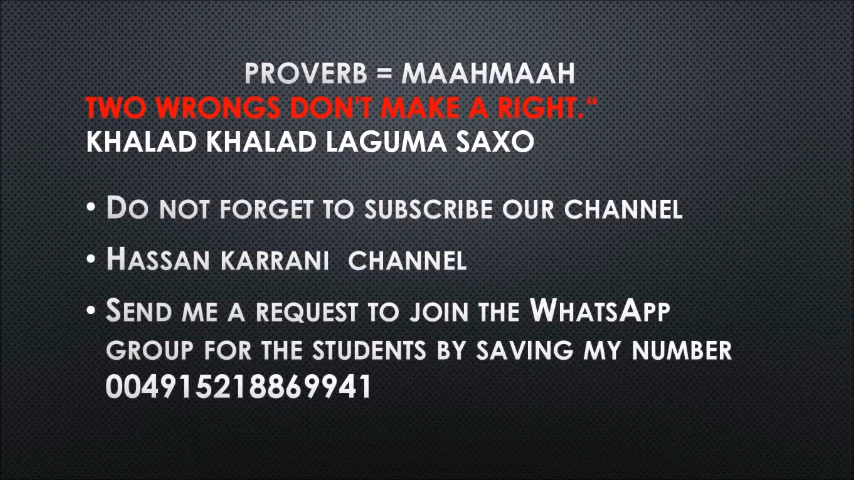 PROVERB = MAAHMAAH
TWO WRONGS DON'T MAKE A RIGHT.“
KHALAD KHALAD LAGUMA SAXO
• DO NOT FORGET TO SUBSCRIBE OUR CHANNEL
• HASSAN KARRANI CHANNEL
• SEND ME A REQUEST TO JOIN THE WHATSAPP
GROUP FOR THE STUDENTS BY SAVING MY NUMBER
004915218869941